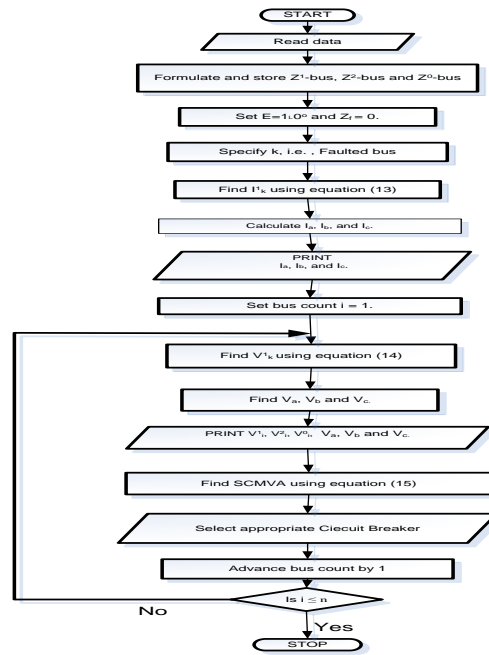 START
Read data
Formulate and store Z¹-bus, Z²-bus and Z⁰-bus
Set E=1∟0° and Zf = 0.
Specify k, i.e. , Faulted bus
Find I¹k using equation (13)
Calculate Ia, Ib, and Ic.
PRINT
Ia, Ib, and Ic.
Set bus count i = 1.
Find V¹k using equation (14)
Find Va, Vb and Vc.
PRINT V¹i, V²i, V⁰i, Va, Vb and Vc.
Find SCMVA using equation (15)
Select appropriate Ciecuit Breaker
Advance bus count by 1
Is i ≤ n
No
Yes
STOP